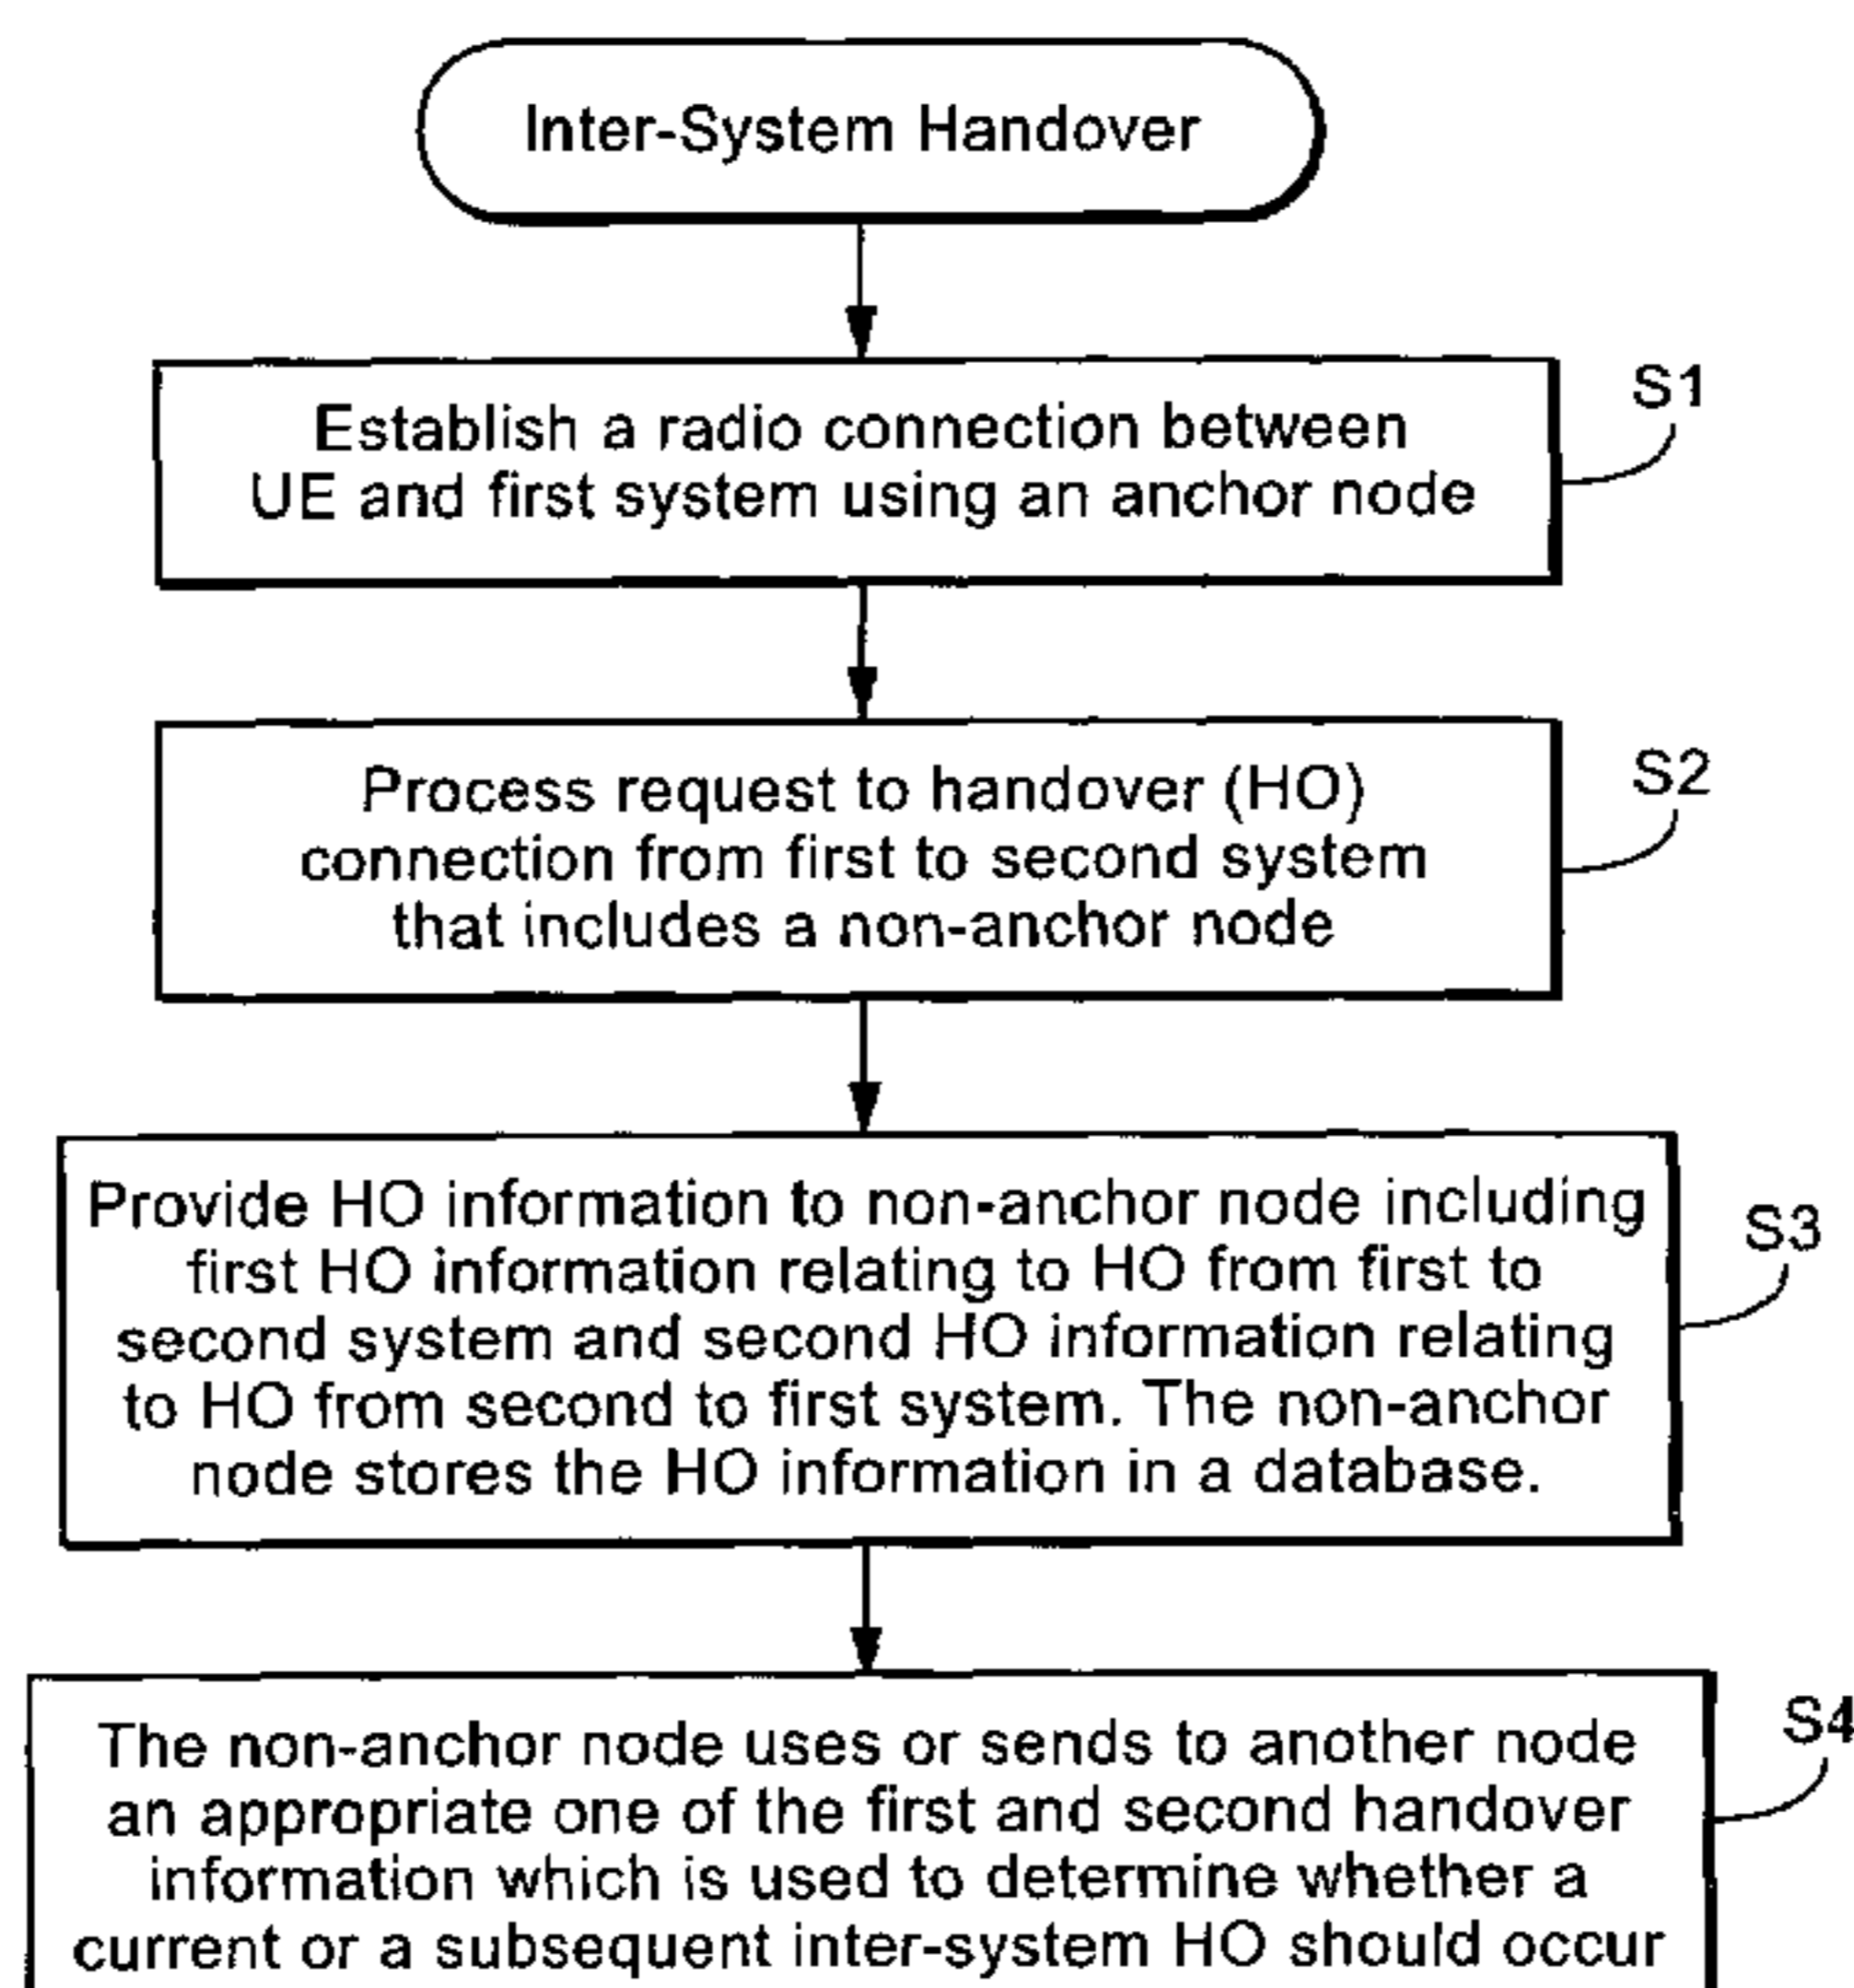 Inter-System Handover
Establish a radio connection between
UE and first system using an anchor node
S1
Process request to handover (HO)
connection from first to second system
that includes a non-anchor node
S2
Provide HO information to non-anchor node including
first HO information relating to HO from first to
second system and second HO information relating
to HO from second to first system. The non-anchor
node stores the HO information in a database.
S3
The non-anchor node uses or sends to another node
an appropriate one of the first and second handover
information which is used to determine whether a
current or a subsequent inter-system HO should occur
S4